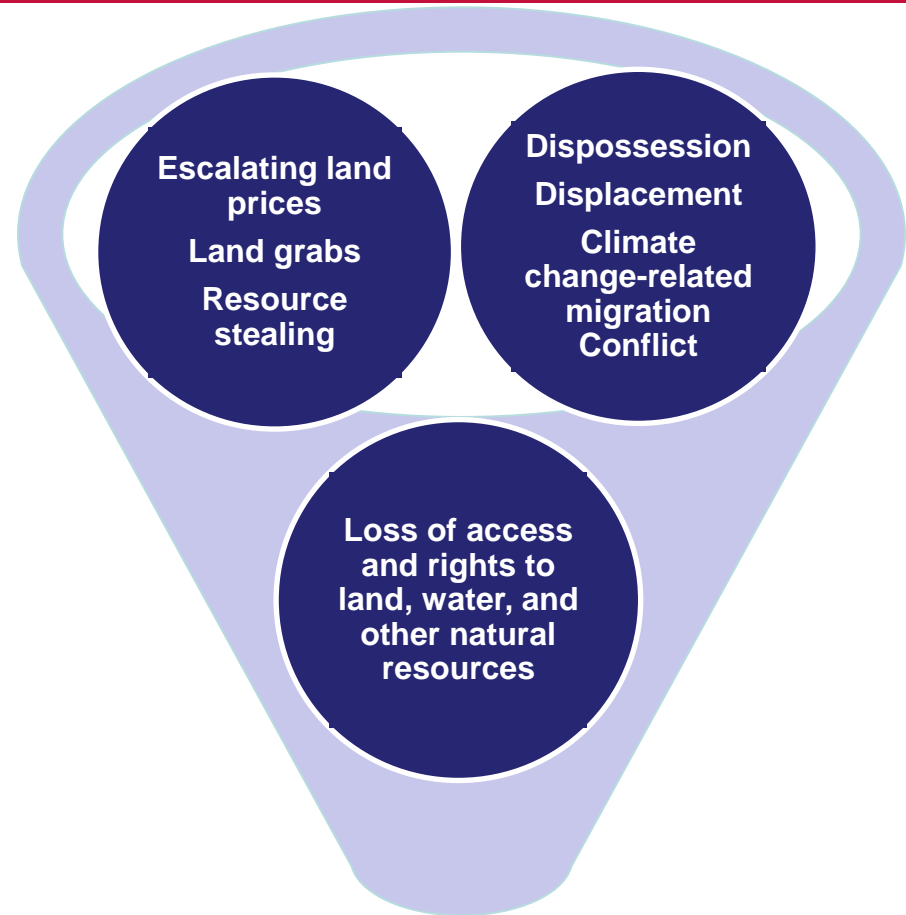 Escalating land
prices
Land grabs
Resource
stealing
Dispossession
Displacement
Climate
change-related
migration
Conflict
Loss of access
and rights to
land, water, and
other natural
resources